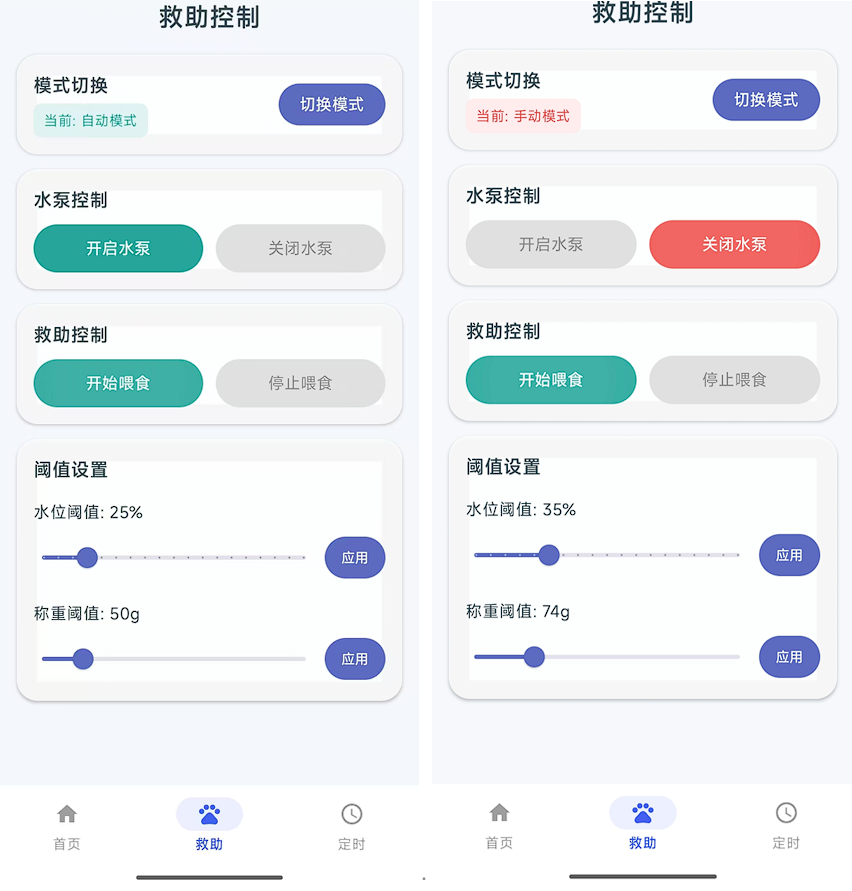 救助控制
模式切换
当前: 自动模式
切换模式
水泵控制
开启水泵
关闭水泵
救助控制
开始喂食
停止喂食
阈值设置
水位阈值: 25%
应用
称重阈值: 50g
应用
首页
救助
定时
救助控制
模式切换
当前: 手动模式
切换模式
水泵控制
开启水泵
关闭水泵
救助控制
开始喂食
停止喂食
阈值设置
水位阈值: 35%
应用
称重阈值: 74g
应用
首页
救助
定时